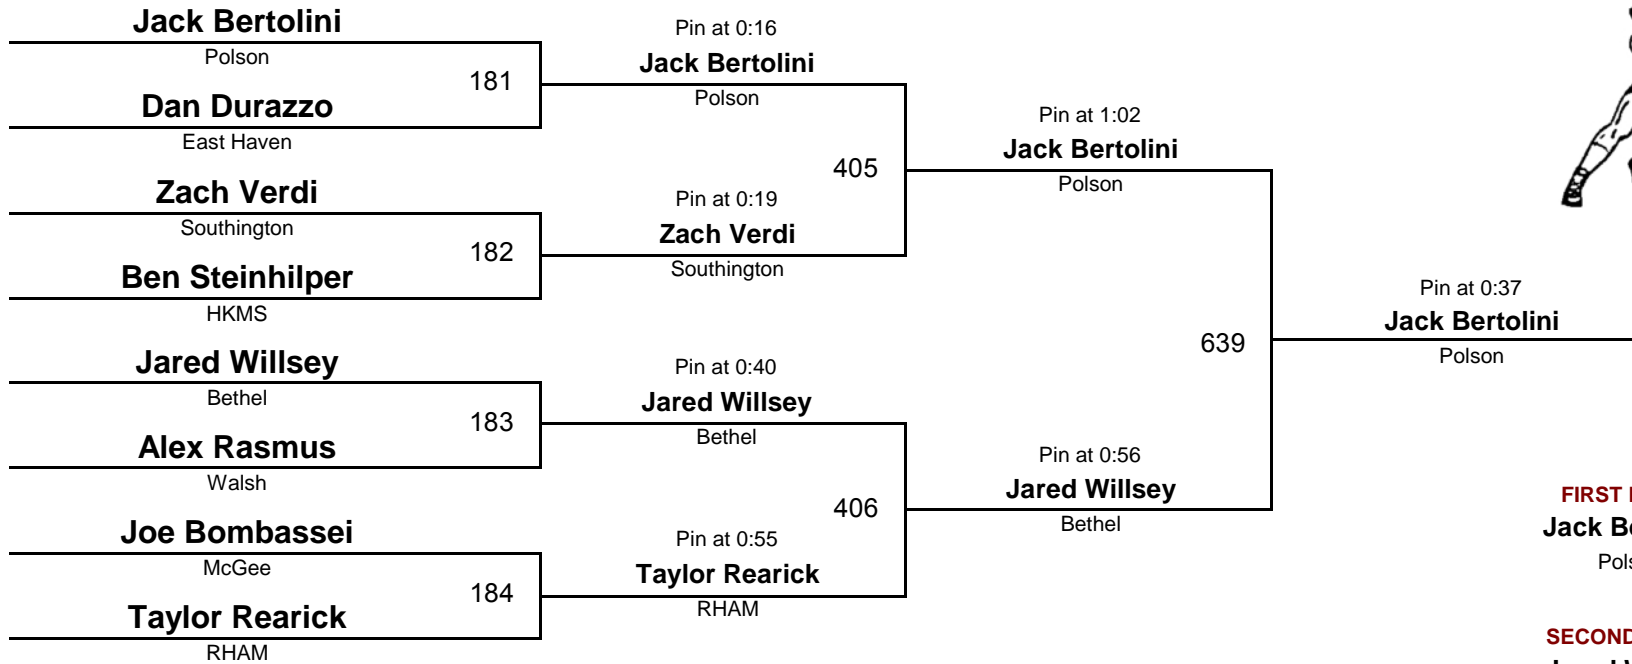 Jack Bertolini
Polson
181
Dan Durazzo
East Haven
Zach Verdi
Southington
182
Ben Steinhilper
HKMS
Jared Willsey
Bethel
183
Alex Rasmus
Walsh
Joe Bombassei
McGee
184
Taylor Rearick
RHAM
Pin at 0:16
Jack Bertolini
Polson
405
Pin at 0:19
Zach Verdi
Southington
Pin at 0:40
Jared Willsey
Bethel
406
Pin at 0:55
Taylor Rearick
RHAM
Pin at 1:02
Jack Bertolini
Polson
639
Pin at 0:56
Jared Willsey
Bethel
Pin at 0:37
Jack Bertolini
Polson
FIRST
Jack
SECOND